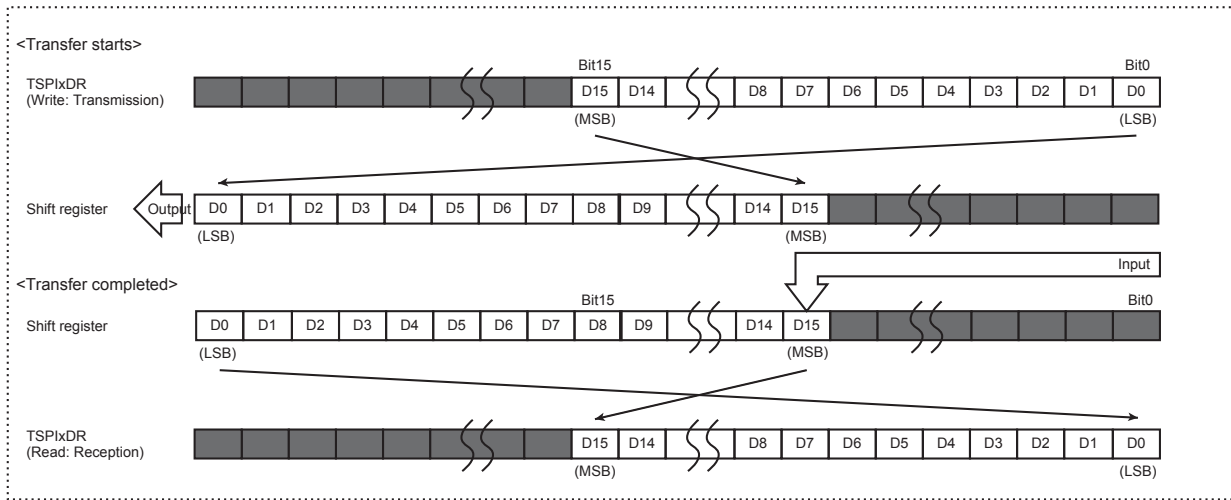 <Transfer starts>
Bit15 Bit0
TSPIxDR
(Write: Transmission)
D15 D14 D8 D7 D6 D5 D4 D3 D2 D1 D0
(MSB) (LSB)
Shift register
Output D0 D1 D2 D3 D4 D5 D6 D7 D8 D9 D14 D15
(LSB) (MSB)
Input
<Transfer completed>
Bit15 Bit0
Shift register
D0 D1 D2 D3 D4 D5 D6 D7 D8 D9 D14 D15
(LSB) (MSB)
TSPIxDR
(Read: Reception)
D15 D14 D8 D7 D6 D5 D4 D3 D2 D1 D0
(MSB) (LSB)